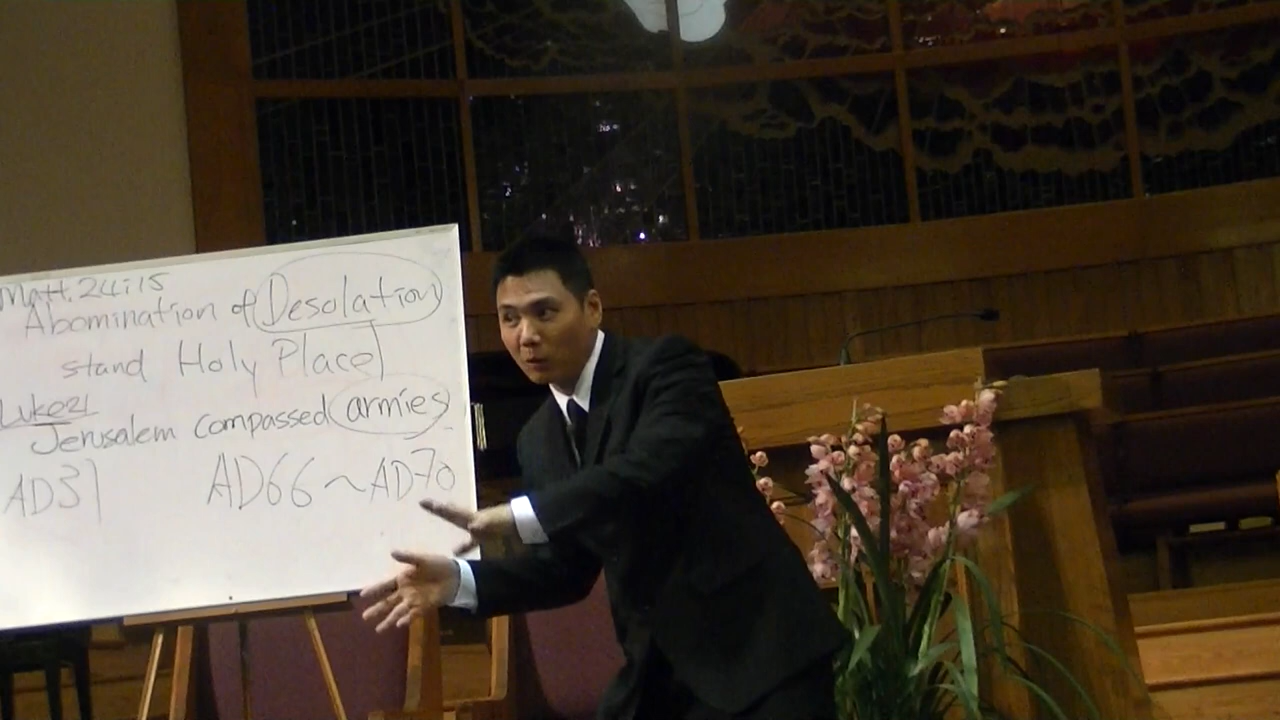 Matt. 24:15
Abomination of Desolation
stand Holy Place
Luke21
Jerusalem compassed armies
AD31 AD66~AD70